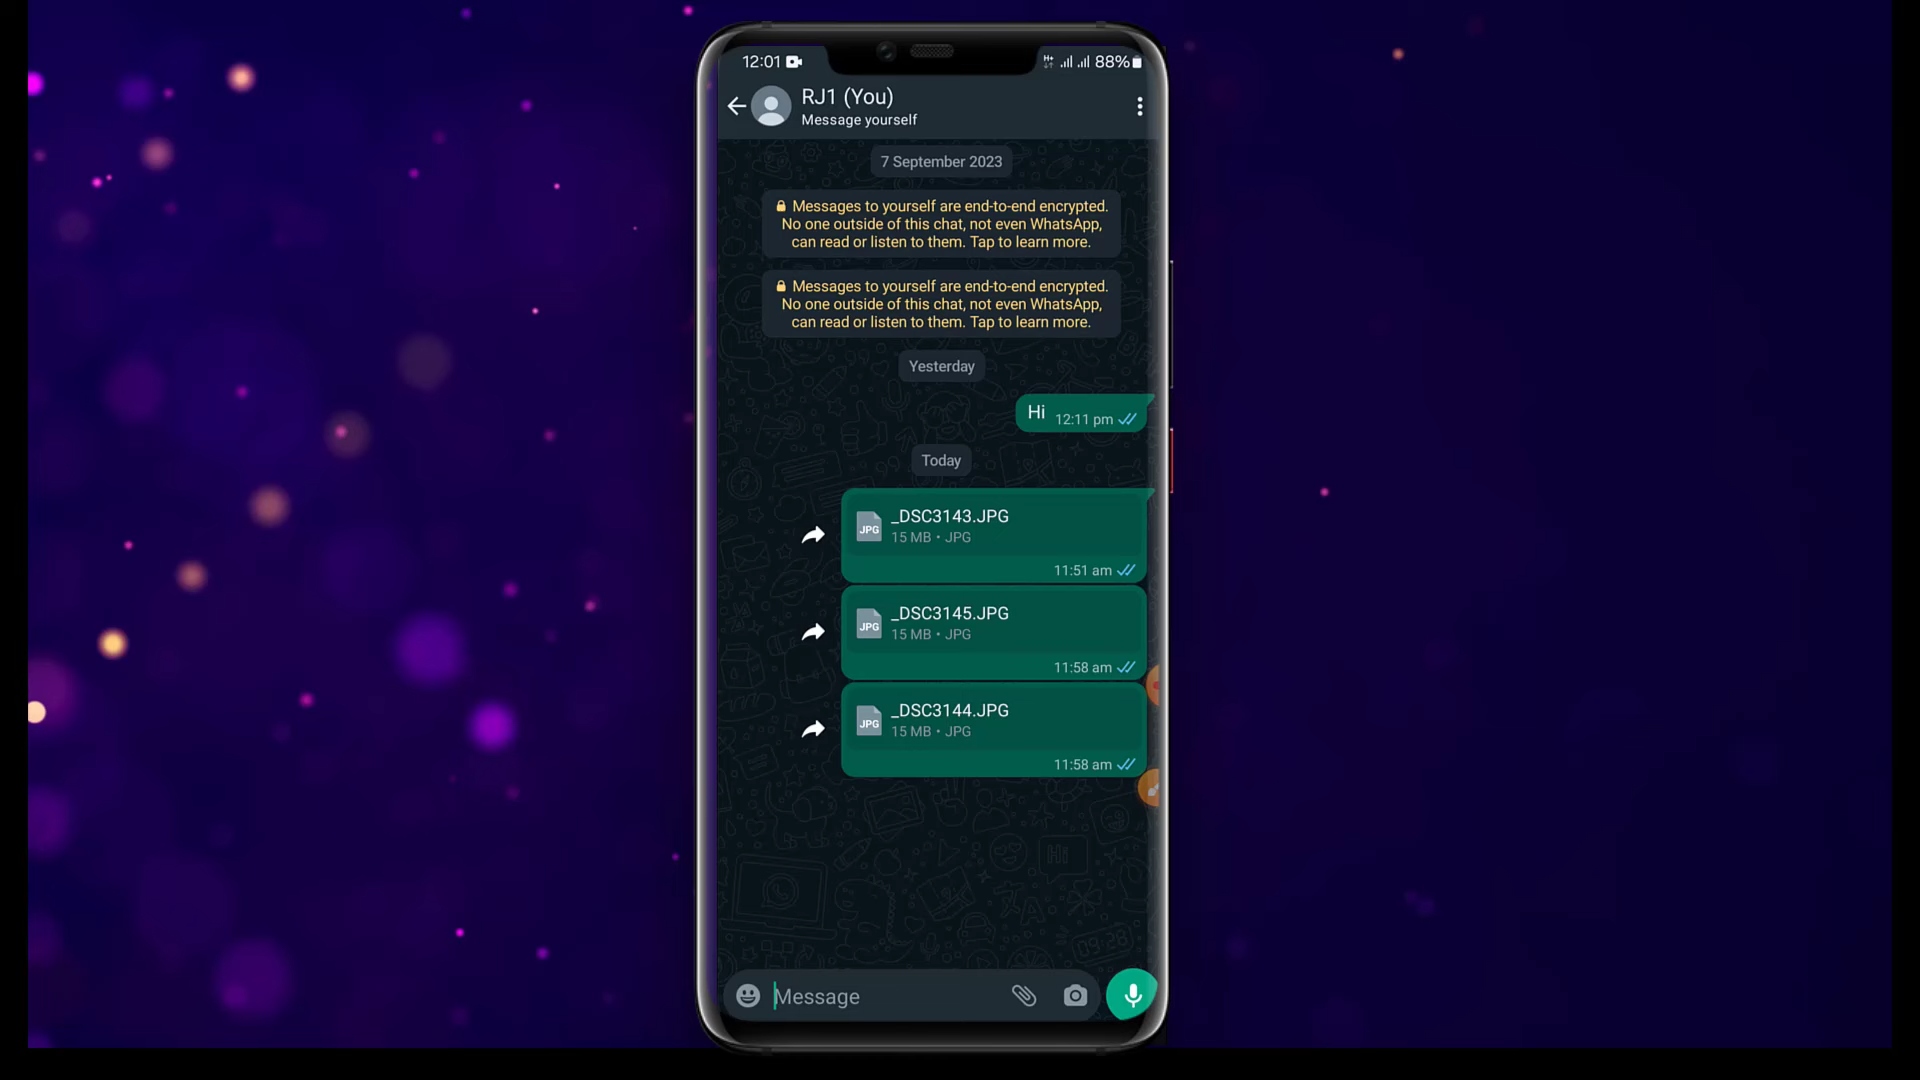 12:01
H+ 88%
RJ1 (You)
Message yourself
7 September 2023
Messages to yourself are end-to-end encrypted.
No one outside of this chat, not even WhatsApp,
can read or listen to them. Tap to learn more.
Messages to yourself are end-to-end encrypted.
No one outside of this chat, not even WhatsApp,
can read or listen to them. Tap to learn more.
Yesterday
Hi 12:11 pm
Today
_DSC3143.JPG
JPG
15 MB • JPG
11:51 am
_DSC3145.JPG
JPG
15 MB • JPG
11:58 am
_DSC3144.JPG
JPG
15 MB • JPG
11:58 am
Hi
09:28
Message